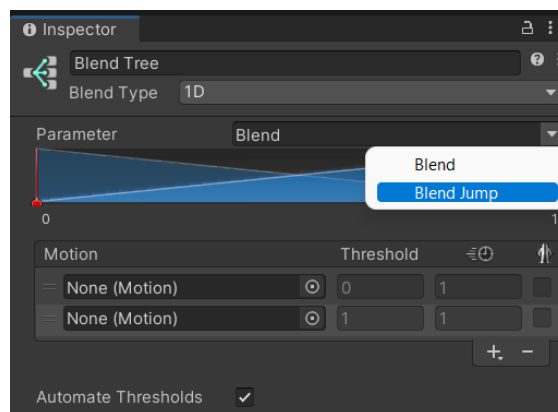 Inspector
Blend Tree
Blend Type 1D
Parameter Blend
Blend
Blend Jump
0 1
Motion Threshold
None (Motion) 0 1
None (Motion) 1 1
+ −
Automate Thresholds